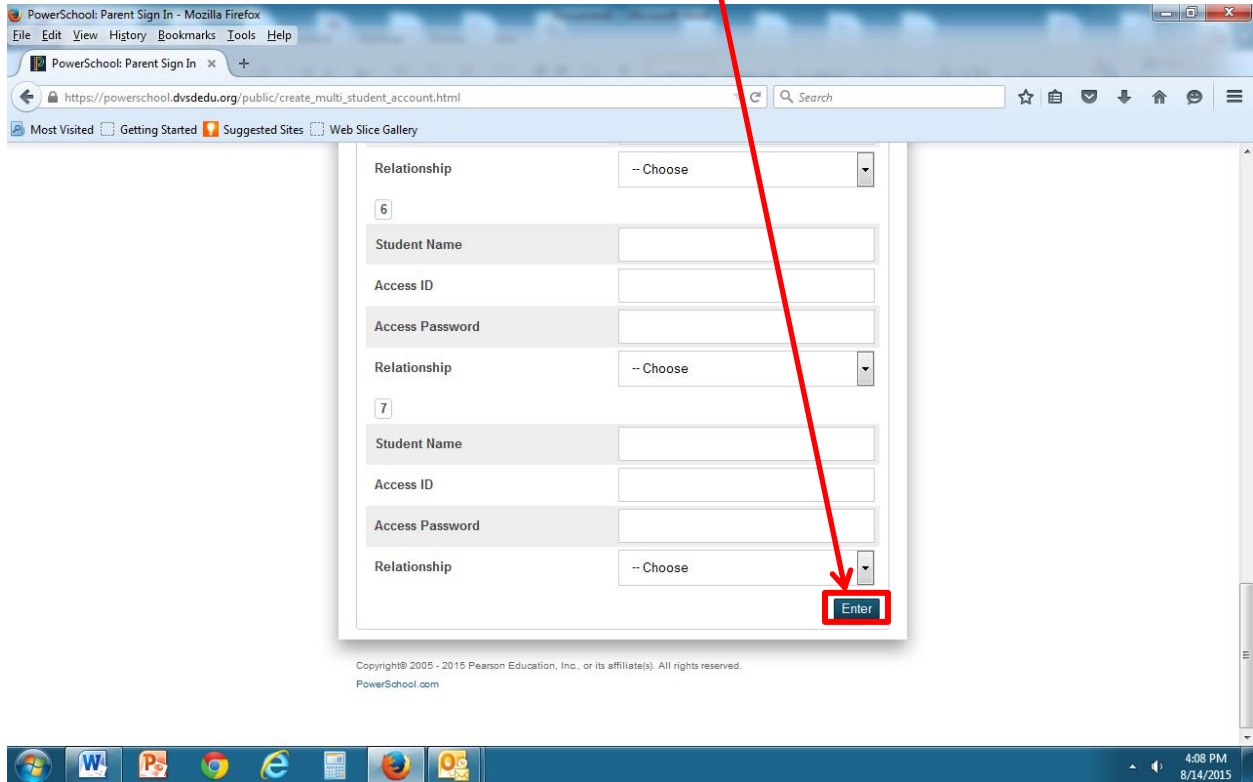 PowerSchool: Parent Sign In - Mozilla Firefox
File Edit View History Bookmarks Tools Help
PowerSchool: Parent Sign In × +
https://powerschool.dvsdedu.org/public/create_multi_student_account.html Search
Most Visited Getting Started Suggested Sites Web Slice Gallery
Relationship -- Choose
6
Student Name
Access ID
Access Password
Relationship -- Choose
7
Student Name
Access ID
Access Password
Relationship -- Choose
Enter
Copyright© 2005 - 2015 Pearson Education, Inc., or its affiliate(s). All rights reserved.
PowerSchool.com
4:08 PM
8/14/2015